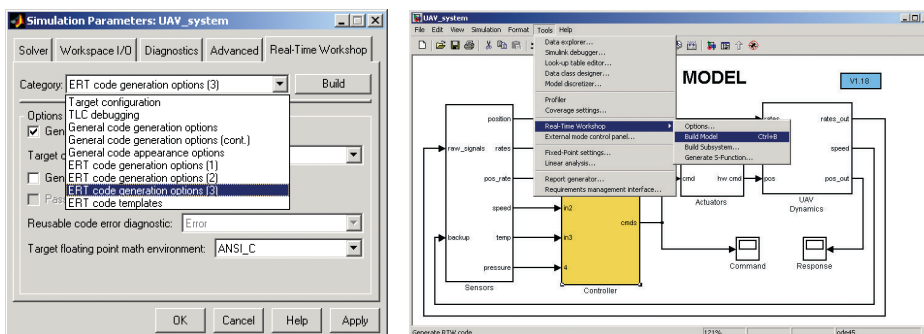 Simulation Parameters: UAV_system
Solver Workspace I/O Diagnostics Advanced Real-Time Workshop
Category: ERT code generation options (3) Build
Target configuration
TLC debugging
General code generation options
General code generation options (cont.)
General code appearance options
ERT code generation options (1)
ERT code generation options (2)
ERT code generation options (3)
ERT code templates
Options
Gen
Target c
Gen
Pas
Reusable code error diagnostic: Error
Target floating point math environment: ANSI_C
OK Cancel Help Apply
UAV_system
File Edit View Simulation Format Tools Help
Data explorer...
Simulink debugger...
Look-up table editor...
Data class designer...
Model discretizer...
Profiler
Coverage settings...
Real-Time Workshop
External mode control panel...
Fixed-Point settings...
Linear analysis...
Report generator...
Requirements management interface...
Options...
Build Model Ctrl+B
Build Subsystem...
Generate S-Function...
MODEL
V1.18
position
raw_signals rates
pos_rate
speed
backup temp
pressure
Sensors
in2
in3
4
cmds
Controller
cmd hw cmd
Actuators
rates rates_out
speed
pos pos_out
UAV
Dynamics
Command
Response
Generate RTW code 121% ode45